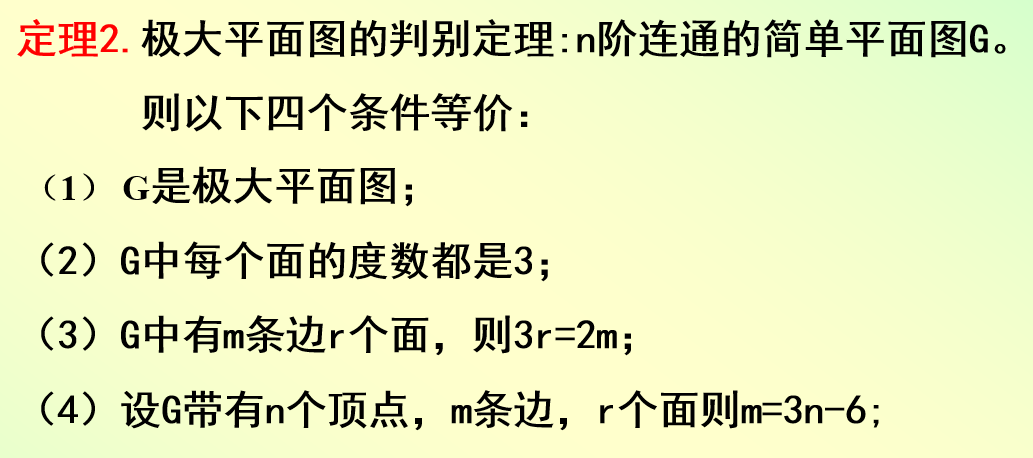 定理2.极大平面图的判别定理:n阶连通的简单平面图G。
则以下四个条件等价：
（1） G是极大平面图；
（2）G中每个面的度数都是3；
（3）G中有m条边r个面，则3r=2m；
（4）设G带有n个顶点，m条边，r个面则m=3n-6;